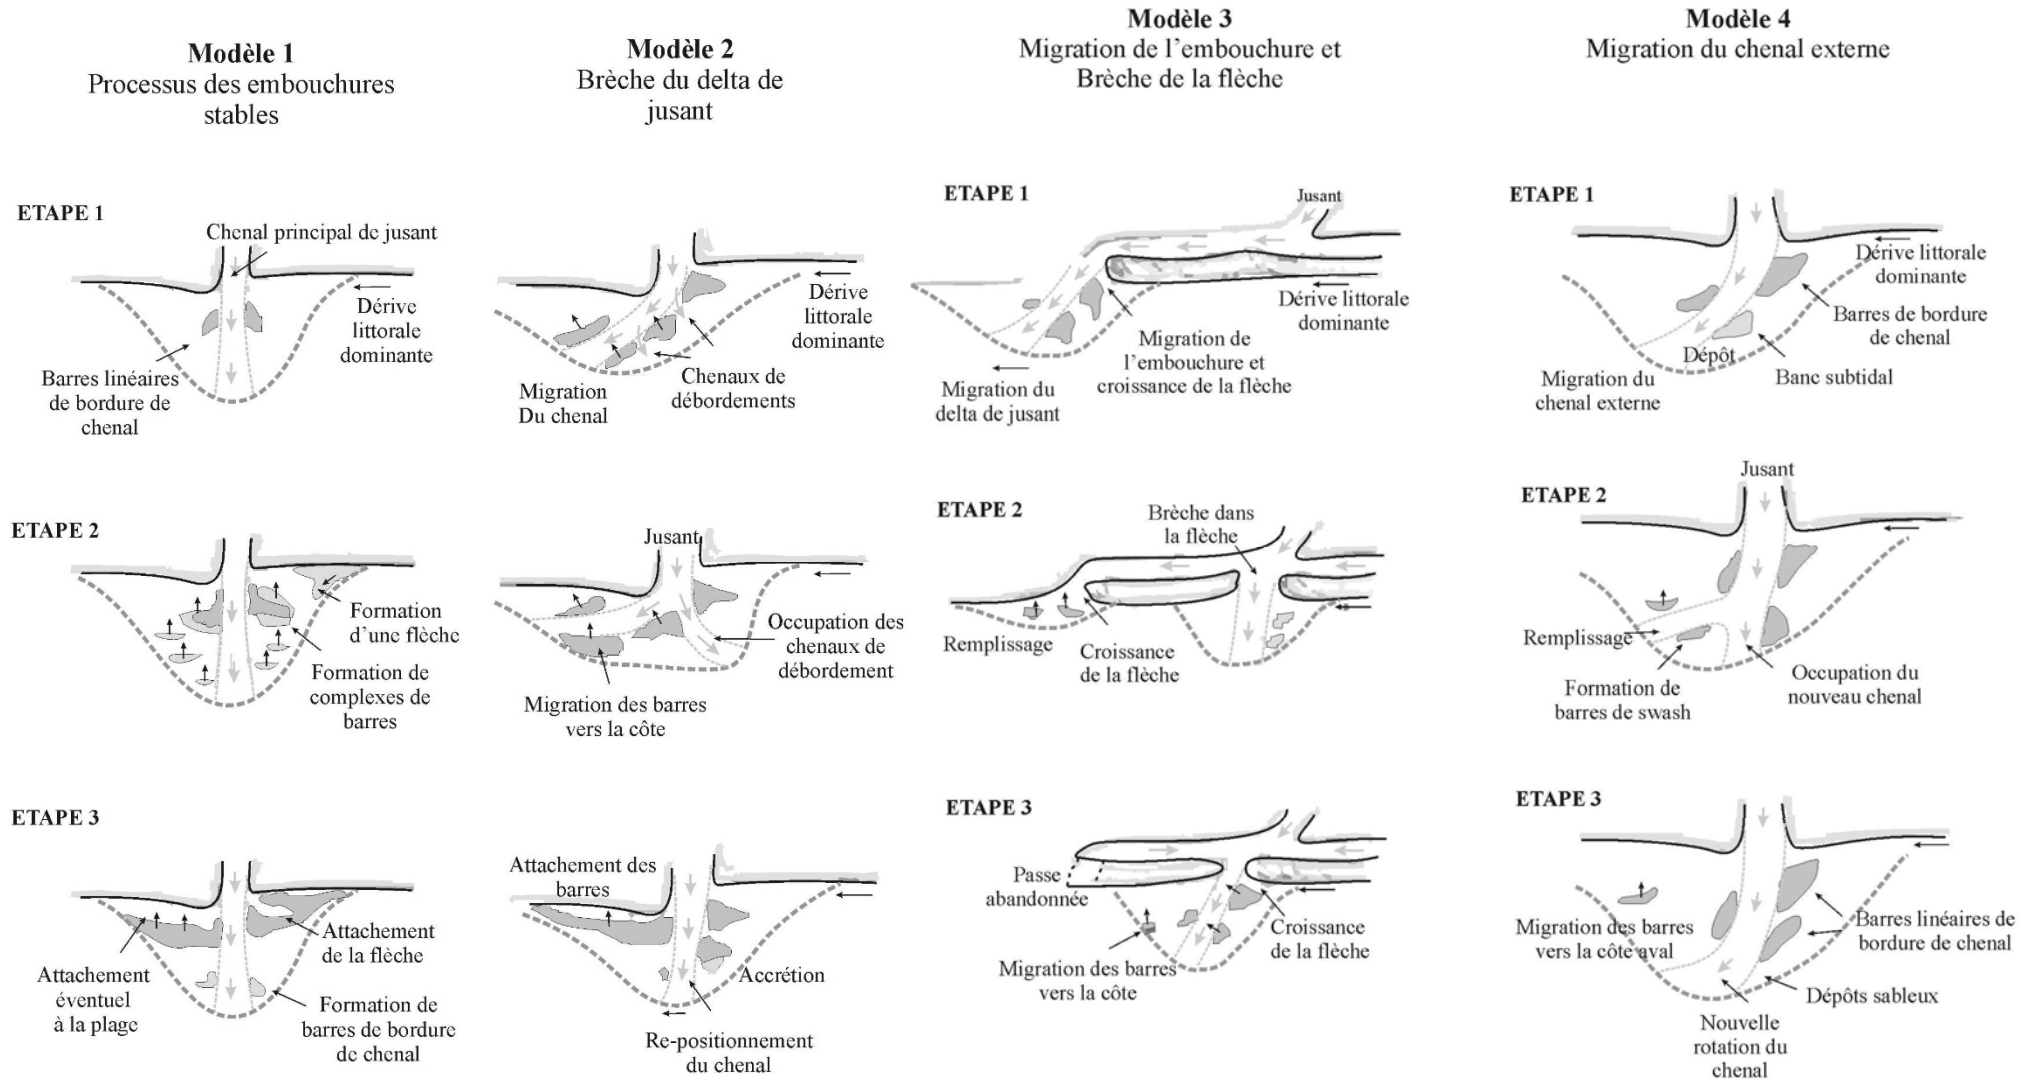 Modèle 1
Processus des embouchures
stables
ETAPE 1
Chenal principal de jusant
Dérive
littorale
dominante
Barres linéaires
de bordure de
chenal
ETAPE 2
Formation
d'une flèche
Formation de
complexes de
barres
ETAPE 3
Attachement
éventuel
à la plage
Attachement
de la flèche
Formation de
barres de bordure
de chenal
Modèle 2
Brèche du delta de
jusant
Dérive
littorale
dominante
Migration
Du chenal
Chenaux de
débordements
Jusant
Occupation des
chenaux de
débordement
Migration des barres
vers la côte
Attachement des
barres
Accrétion
Re-positionnement
du chenal
Modèle 3
Migration de l'embouchure et
Brèche de la flèche
ETAPE 1
Jusant
Dérive littorale
dominante
Migration de
l'embouchure et
croissance de la flèche
Migration du
delta de jusant
ETAPE 2
Brèche dans
la flèche
Remplissage
Croissance
de la flèche
ETAPE 3
Passe
abandonnée
Croissance
de la flèche
Migration des barres
vers la côte
Modèle 4
Migration du chenal externe
ETAPE 1
Dérive littorale
dominante
Barres de bordure
de chenal
Dépôt
Banc subtidal
Migration du
chenal externe
Jusant
ETAPE 2
Remplissage
Formation de
barres de swash
Occupation du
nouveau chenal
ETAPE 3
Migration des barres
vers la côte aval
Barres linéaires de
bordure de chenal
Dépôts sableux
Nouvelle
rotation du
chenal